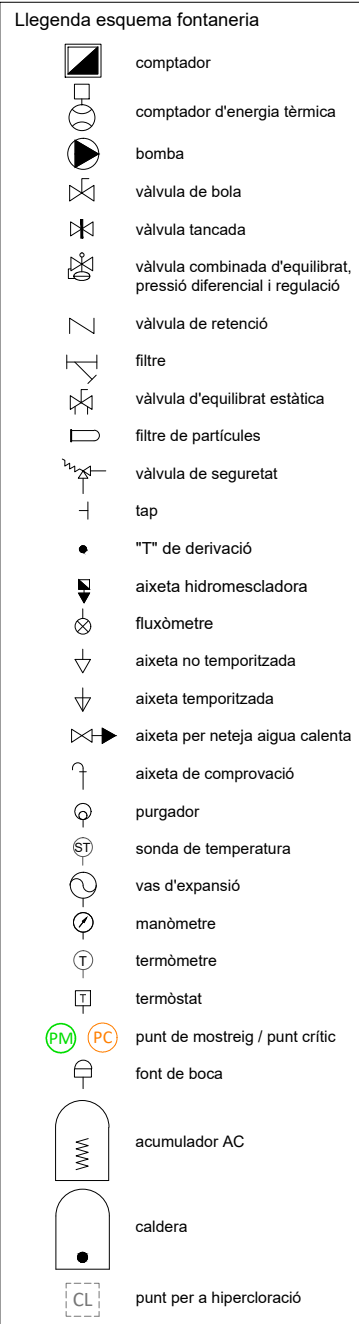 Llegenda esquema fontaneria
comptador
comptador d'energia tèrmica
bomba
vàlvula de bola
vàlvula tancada
vàlvula combinada d'equilibrat,
pressió diferencial i regulació
vàlvula de retenció
filtre
vàlvula d'equilibrat estàtica
filtre de partícules
vàlvula de seguretat
tap
"T" de derivació
aixeta hidromescladora
fluxòmetre
aixeta no temporitzada
aixeta temporitzada
aixeta per neteja aigua calenta
aixeta de comprovació
purgador
ST sonda de temperatura
vas d'expansió
manòmetre
T termòmetre
T termòstat
PM PC punt de mostreig / punt crític
font de boca
acumulador AC
caldera
CL punt per a hipercloració